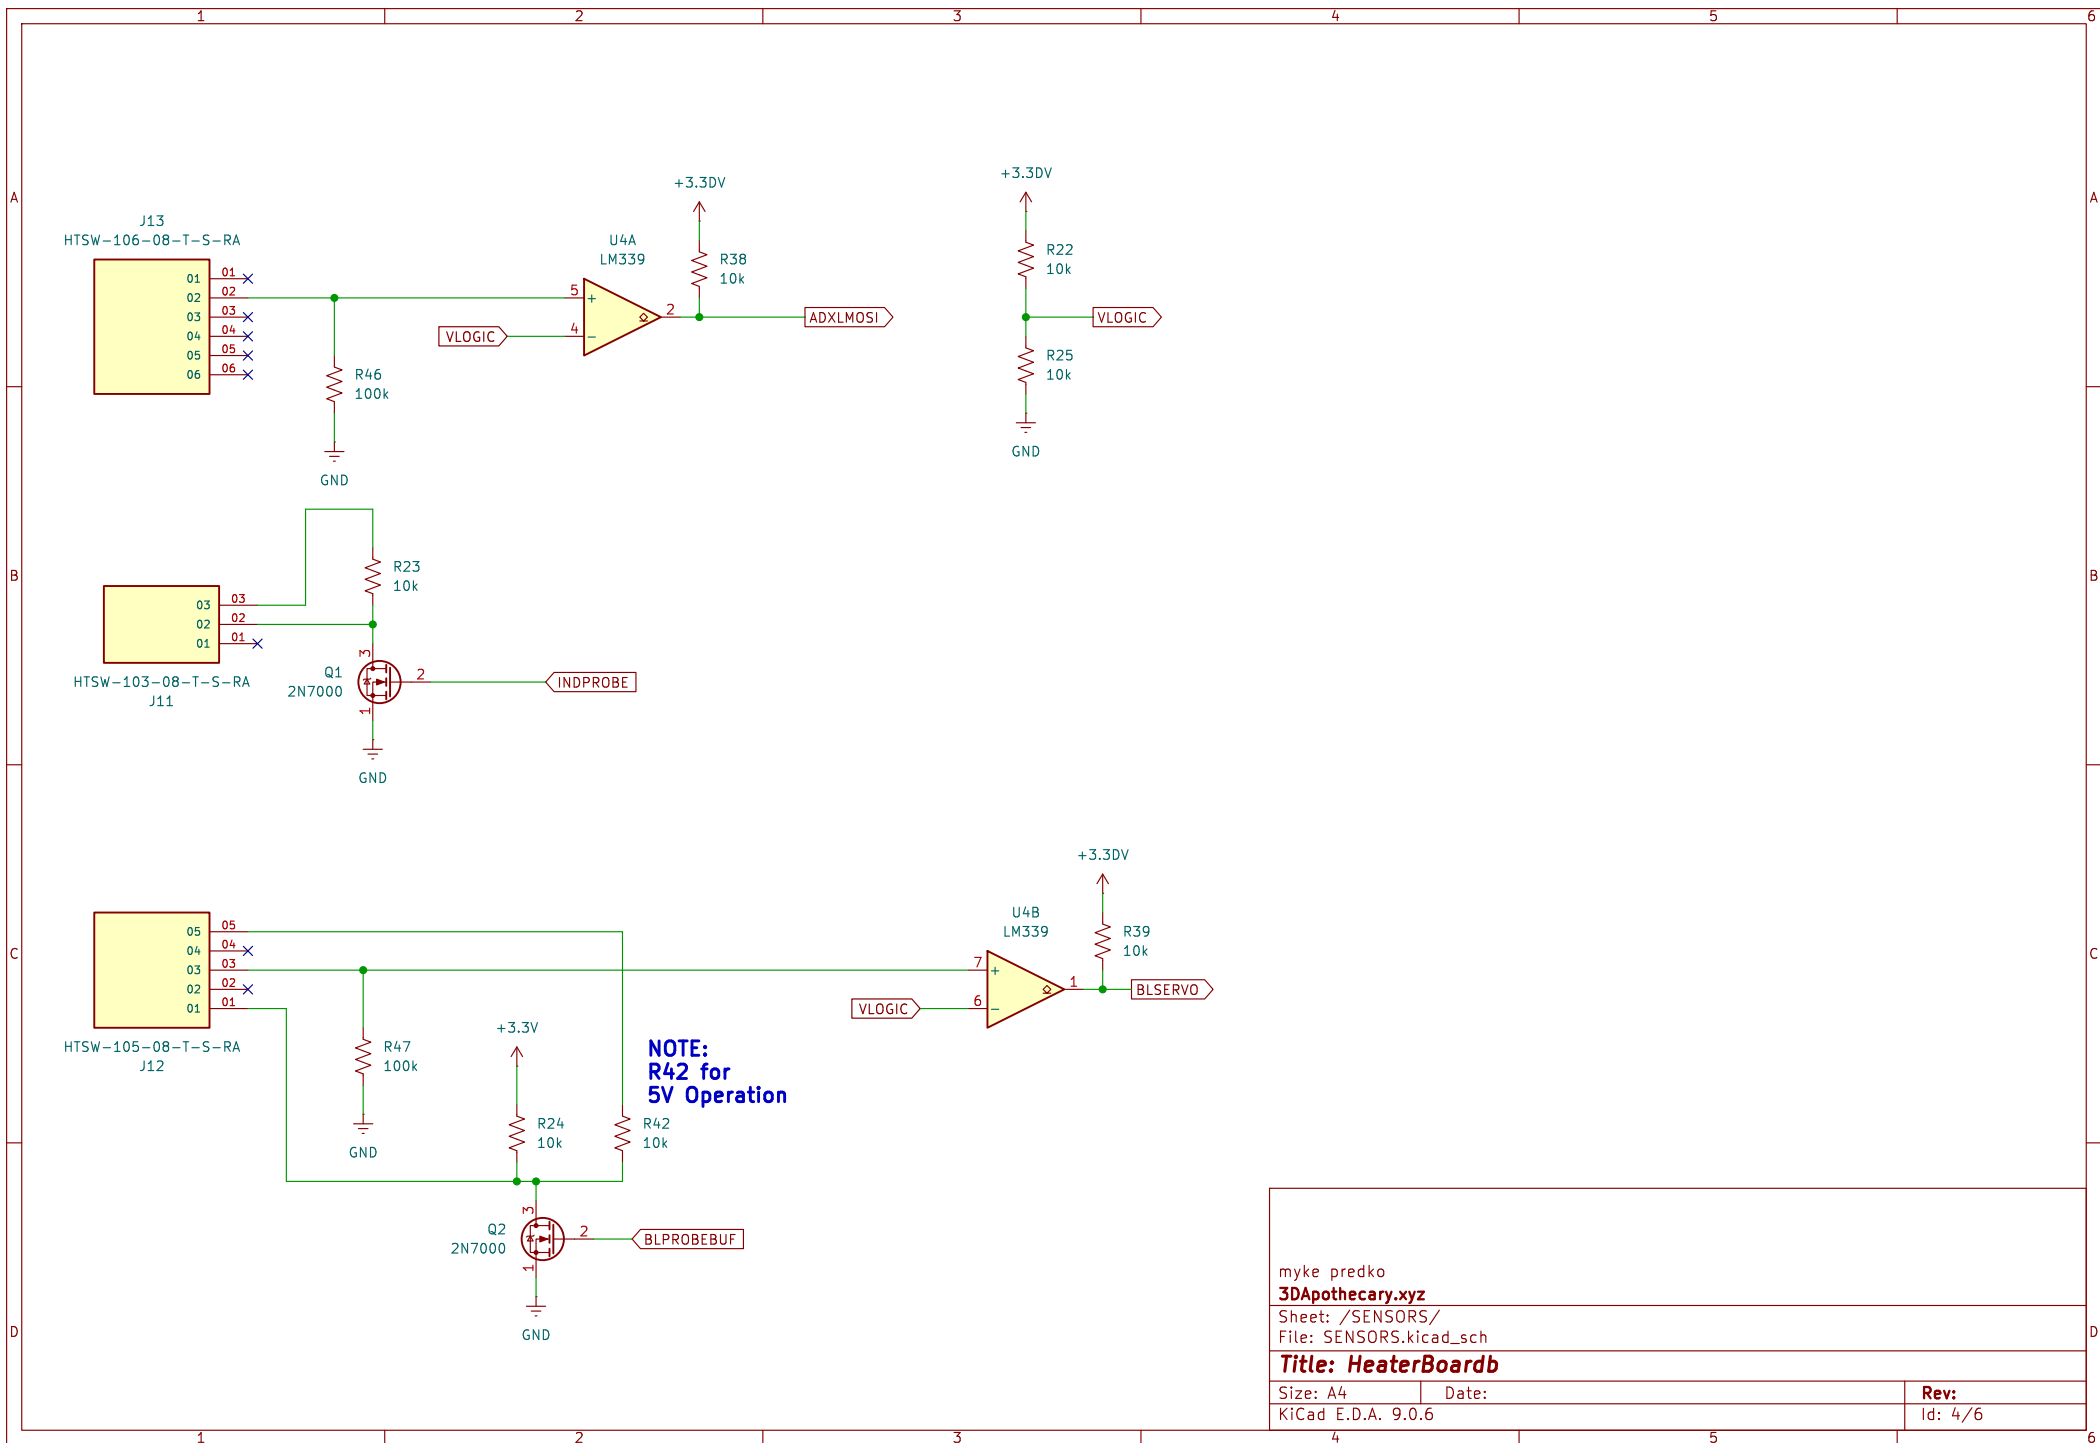 1 2 3 4 5 6
A
A
B
B
C
C
D
D
1 2 3 4 5 6
J13
HTSW-106-08-T-S-RA
01 01
02 02
03 03
04 04
05 05
06 06
R46
100k
GND
VLOGIC
U4A
LM339
5
+
4
−
2
+3.3DV
R38
10k
ADXLMOSI
+3.3DV
R22
10k
VLOGIC
R25
10k
GND
R23
10k
03 03
02 02
01 01
HTSW-103-08-T-S-RA
J11
3
Q1
2N7000
2
1
INDPROBE
GND
05 05
04 04
03 03
02 02
01 01
HTSW-105-08-T-S-RA
J12
R47
100k
GND
+3.3V
R24
10k
NOTE:
R42 for
5V Operation
R42
10k
3
Q2
2N7000
2
1
BLPROBEBUF
GND
VLOGIC
U4B
LM339
7
+
6
−
1
+3.3DV
R39
10k
BLSERVO
myke predko
3DApothecary.xyz
Sheet: /SENSORS/
File: SENSORS.kicad_sch
Title: HeaterBoardb
Size: A4 Date: Rev:
KiCad E.D.A. 9.0.6 Id: 4/6